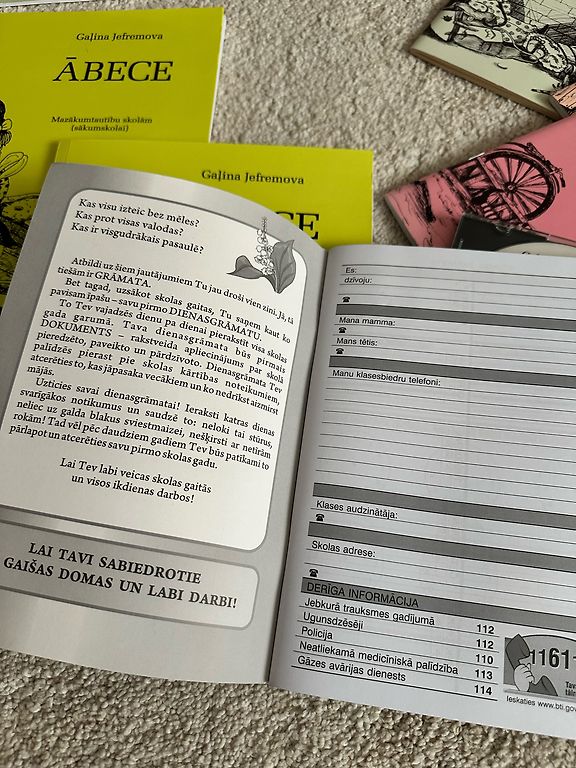 Gaļina Jefremova
ĀBECE
Mazākumtautību skolām
(sākumskolai)
Gaļina Jefremova
CE
Kas visu izteic bez mēles?
Kas prot visas valodas?
Kas ir visgudrākais pasaulē?
Atbildi uz šiem jautājumiem Tu jau droši vien zini. Jā, tā
tiešām ir GRĀMATA.
Bet tagad, uzsākot skolas gaitas, Tu saņem kaut ko
pavisam īpašu – savu pirmo DIENASGRĀMATU.
To Tev vajadzēs dienu pa dienai pierakstīt visa skolas
gada garumā. Tava dienasgrāmata būs pirmais
DOKUMENTS – rakstveida apliecinājums par skolā
pieredzēto, paveikto un pārdzīvoto. Dienasgrāmata Tev
palīdzēs pierast pie skolas kārtības noteikumiem,
atcerēties to, kas jāpasaka vecākiem un ko nedrīkst aizmirst
mājās.
Uzticies savai dienasgrāmatai! Ieraksti katras dienas
svarīgākos notikumus un saudzē to: neloki tai stūrus,
neliec uz galda blakus sviestmaizei, nešķirsti ar netīrām
rokām! Tad vēl pēc daudziem gadiem Tev būs patīkami to
pārlapot un atcerēties savu pirmo skolas gadu.
Lai Tev labi veicas skolas gaitās
un visos ikdienas darbos!
LAI TAVI SABIEDROTIE
GAIŠAS DOMAS UN LABI DARBI!
Es:
dzīvoju:
Mana mamma:
Mans tētis:
Manu klasesbiedru telefoni:
Klases audzinātāja:
Skolas adrese:
DERĪGA INFORMĀCIJA
Jebkurā trauksmes gadījumā 112
Ugunsdzēsēji 112
Policija 110
Neatliekamā medicīniskā palīdzība 113
Gāzes avārijas dienests 114
1161
Ieskaties www.bti.gov